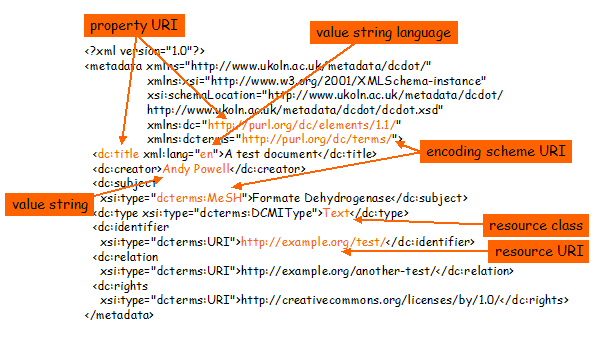 property URI
value string language
<?xml version="1.0"?>
<metadata xmlns="http://www.ukoln.ac.uk/metadata/dcdot/"
xmlns:xsi="http://www.w3.org/2001/XMLSchema-instance"
xsi:schemaLocation="http://www.ukoln.ac.uk/metadata/dcdot/
http://www.ukoln.ac.uk/metadata/dcdot/dcdot.xsd"
xmlns:dc="http://purl.org/dc/elements/1.1/"
xmlns:dcterms="http://purl.org/dc/terms/">
<dc:title xml:lang="en">A test document</dc:title>
encoding scheme URI
<dc:creator>Andy Powell</dc:creator>
<dc:subject
value string
xsi:type="dcterms:MeSH">Formate Dehydrogenase</dc:subject>
<dc:type xsi:type="dcterms:DCMIType">Text</dc:type>
resource class
<dc:identifier
xsi:type="dcterms:URI">http://example.org/test/</dc:identifier>
resource URI
<dc:relation
xsi:type="dcterms:URI">http://example.org/another-test/</dc:relation>
<dc:rights
xsi:type="dcterms:URI">http://creativecommons.org/licenses/by/1.0/</dc:rights>
</metadata>